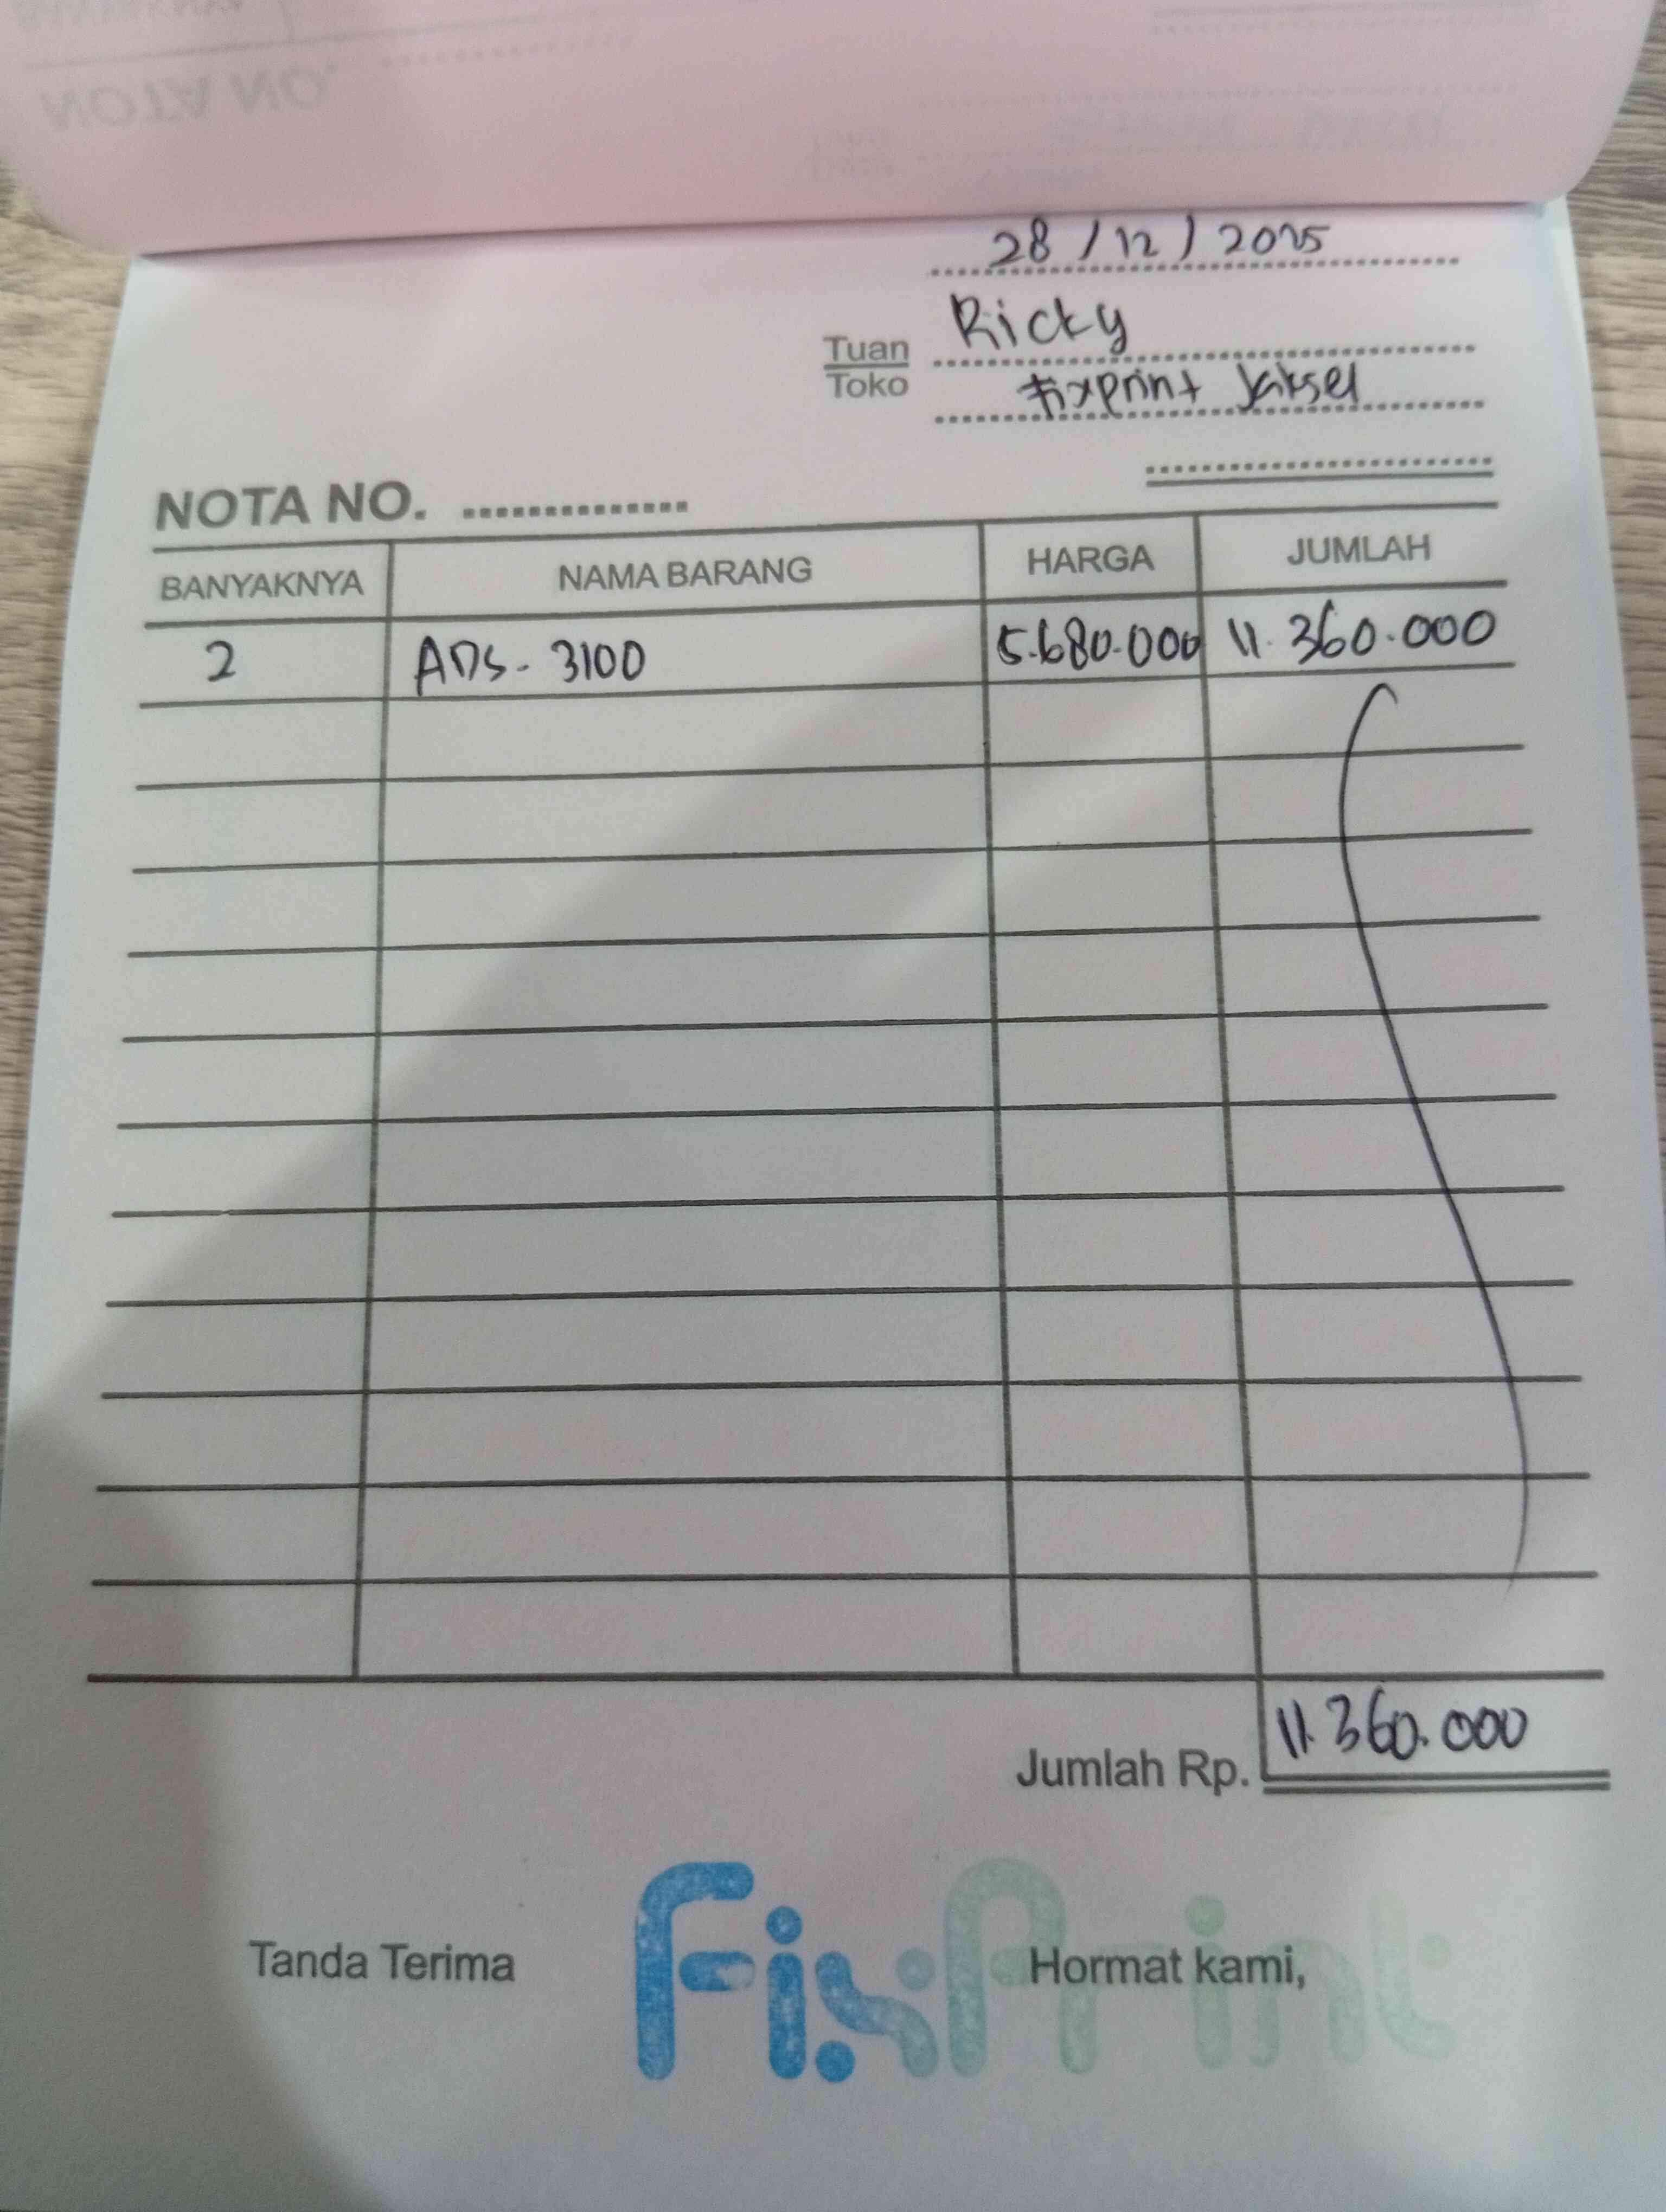 NOTA NO.
28/12/2025
Tuan Ricky
Toko Fixprint Jaksel
NOTA NO. ..............
BANYAKNYA NAMA BARANG HARGA JUMLAH
2 ADS-3100 5.680.000 11.360.000
Jumlah Rp. 11.360.000
Tanda Terima Hormat kami,
FixPrint